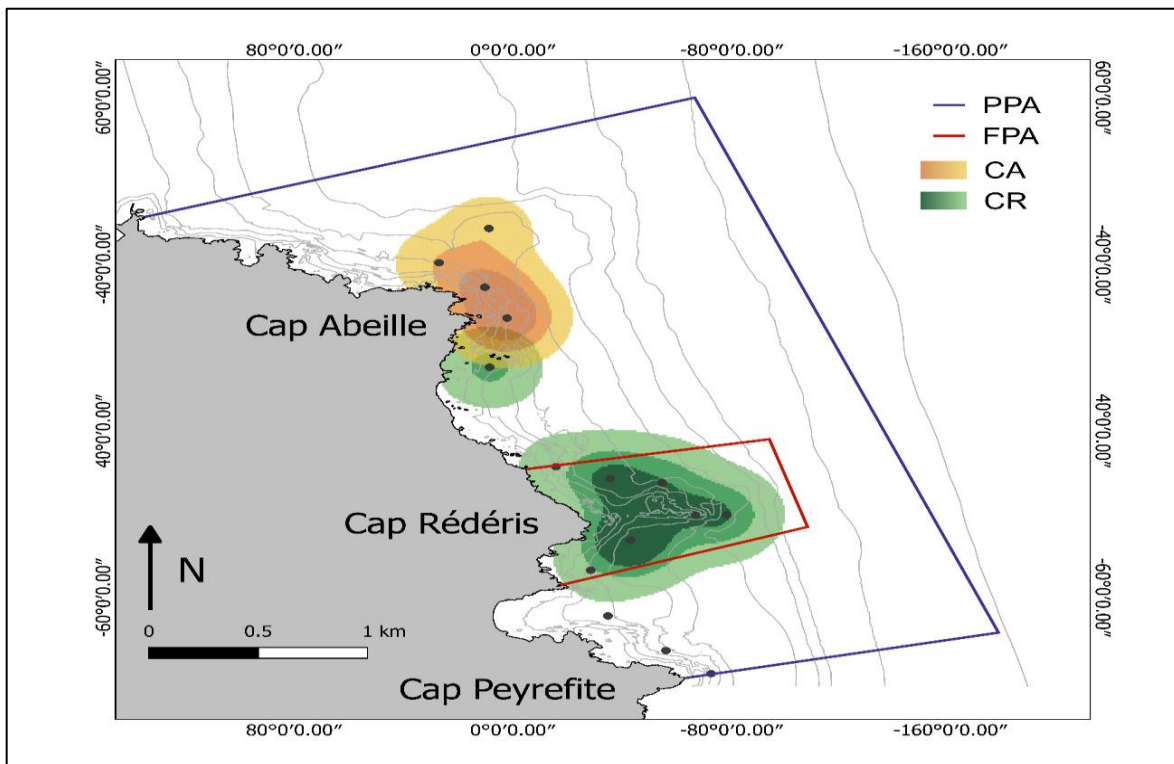 80°0'0.00″ 0°0'0.00″ -80°0'0.00″ -160°0'0.00″
60°0'0.00″
60°0'0.00″
PPA
FPA
CA
CR
-40°0'0.00″
-40°0'0.00″
Cap Abeille
40°0'0.00″
40°0'0.00″
Cap Rédéris
N
-60°0'0.00″
-60°0'0.00″
0 0.5 1 km
Cap Peyrefite
80°0'0.00″ 0°0'0.00″ -80°0'0.00″ -160°0'0.00″